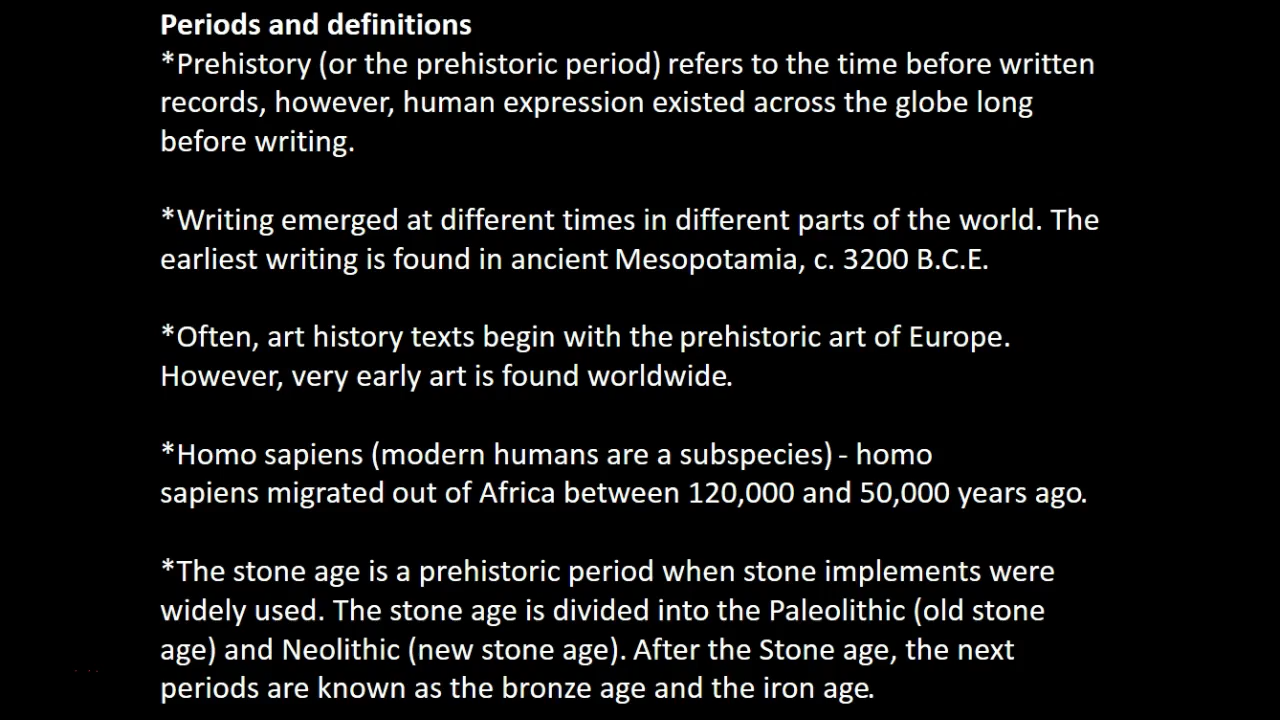 Periods and definitions
*Prehistory (or the prehistoric period) refers to the time before written
records, however, human expression existed across the globe long
before writing.
*Writing emerged at different times in different parts of the world. The
earliest writing is found in ancient Mesopotamia, c. 3200 B.C.E.
*Often, art history texts begin with the prehistoric art of Europe.
However, very early art is found worldwide.
*Homo sapiens (modern humans are a subspecies) - homo
sapiens migrated out of Africa between 120,000 and 50,000 years ago.
*The stone age is a prehistoric period when stone implements were
widely used. The stone age is divided into the Paleolithic (old stone
age) and Neolithic (new stone age). After the Stone age, the next
periods are known as the bronze age and the iron age.